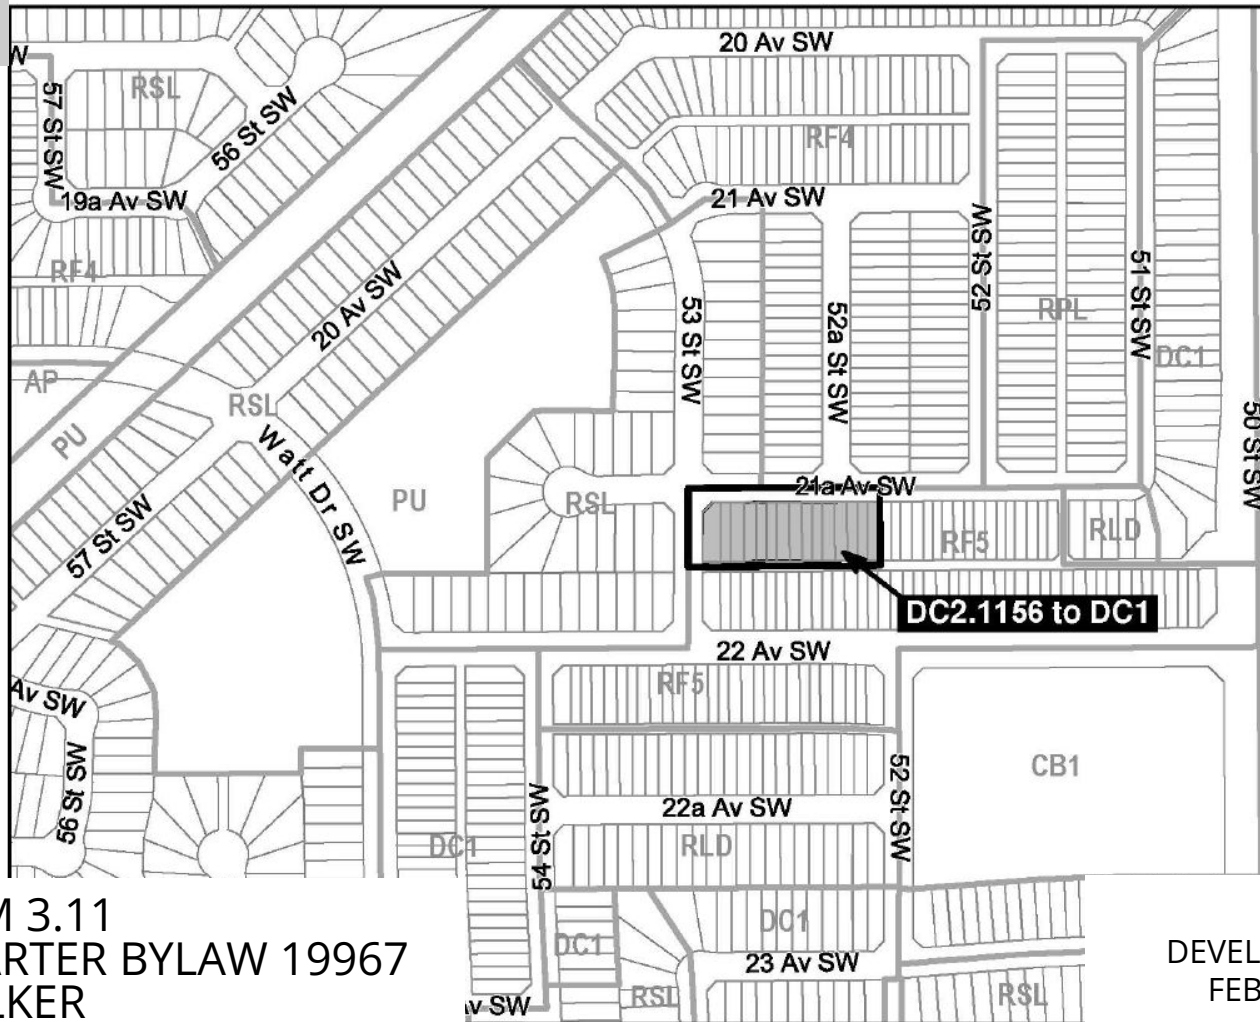 20 Av SW
W
57 St SW
RSL
56 St SW
RF4
19a Av SW
21 Av SW
RF4
52 St SW
51 St SW
20 Av SW
53 St SW
52a St SW
RPL
DC1
AP
RSL
50 St SW
PU
Watt Dr SW
PU
RSL
21a Av SW
57 St SW
RF5
RLD
DC2.1156 to DC1
22 Av SW
RF5
Av SW
56 St SW
CB1
54 St SW
22a Av SW
52 St SW
DC1
RLD
DC1
DC1
23 Av SW
RSL
RSL
v SW
M 3.11
RTER BYLAW 19967
LKER
DEVEL
FEB